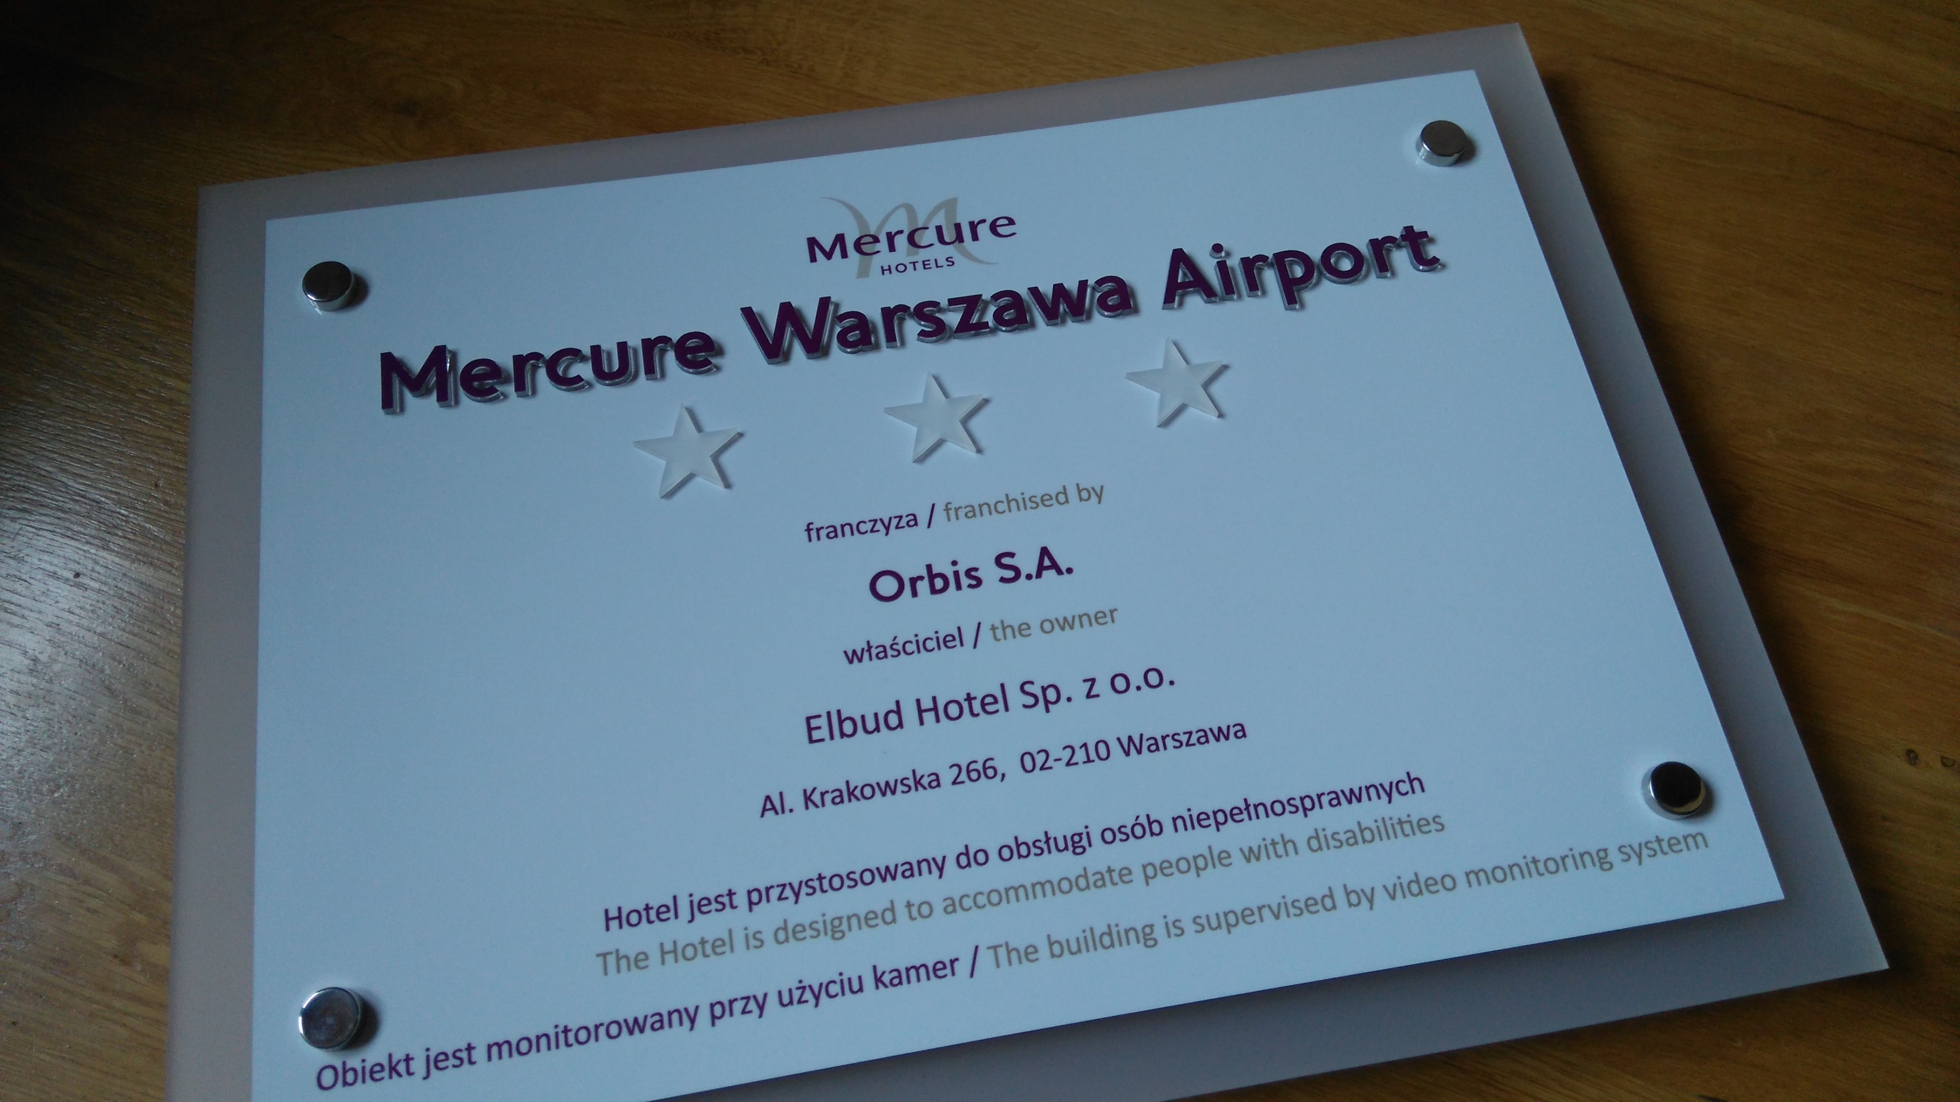 Mercure
HOTELS
Mercure Warszawa Airport
franczyza / franchised by
Orbis S.A.
właściciel / the owner
Elbud Hotel Sp. z o.o.
Al. Krakowska 266, 02-210 Warszawa
Hotel jest przystosowany do obsługi osób niepełnosprawnych
The Hotel is designed to accommodate people with disabilities
Obiekt jest monitorowany przy użyciu kamer / The building is supervised by video monitoring system